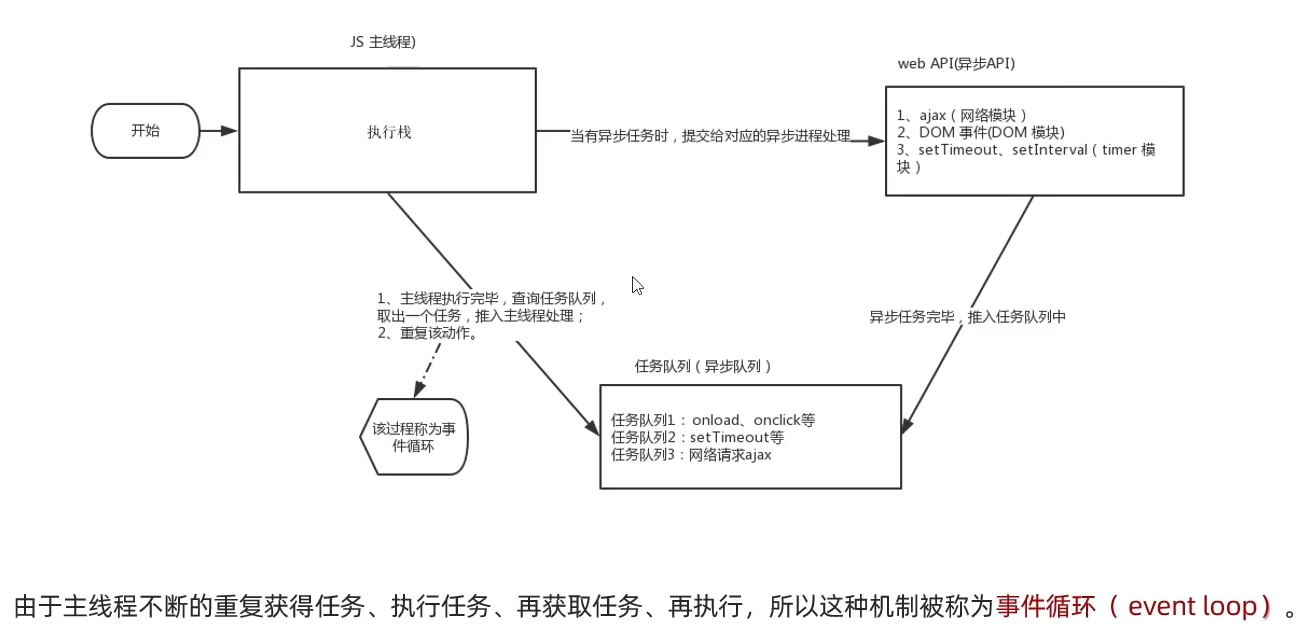 JS 主线程)
web API(异步API)
开始
执行栈
当有异步任务时，提交给对应的异步进程处理
1、ajax（网络模块）
2、DOM 事件(DOM 模块)
3、setTimeout、setInterval（timer 模
块）
1、主线程执行完毕，查询任务队列，
取出一个任务，推入主线程处理；
2、重复该动作。
异步任务完毕，推入任务队列中
任务队列（异步队列）
该过程称为事
件循环
任务队列1：onload、onclick等
任务队列2：setTimeout等
任务队列3：网络请求ajax
由于主线程不断的重复获得任务、执行任务、再获取任务、再执行，所以这种机制被称为事件循环（ event loop）。